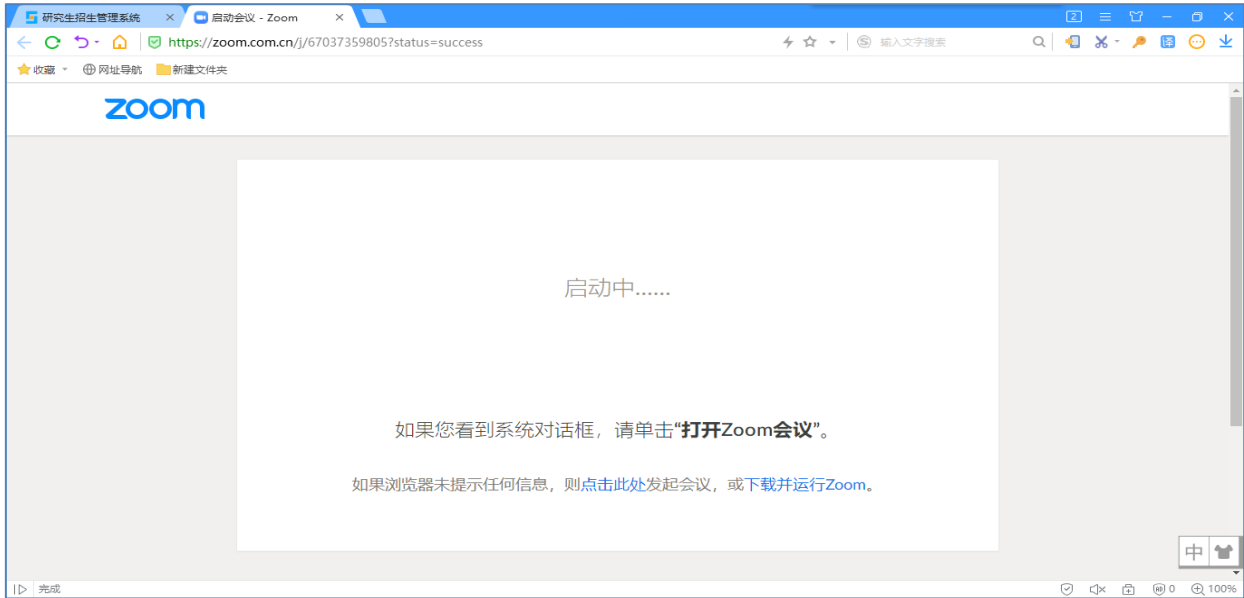 研究生招生管理系统
启动会议 - Zoom
2
https://zoom.com.cn/j/67037359805?status=success
输入文字搜索
译
收藏
网址导航
新建文件夹
zoom
启动中......
如果您看到系统对话框，请单击“打开Zoom会议”。
如果浏览器未提示任何信息，则点击此处发起会议，或下载并运行Zoom。
中
完成
0
100%